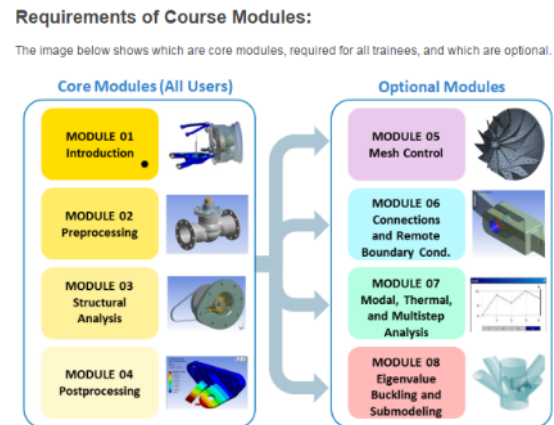 Requirements of Course Modules:
The image below shows which are core modules, required for all trainees, and which are optional.
Core Modules (All Users)
MODULE 01
Introduction
MODULE 02
Preprocessing
MODULE 03
Structural
Analysis
MODULE 04
Postprocessing
Optional Modules
MODULE 05
Mesh Control
MODULE 06
Connections
and Remote
Boundary Cond.
MODULE 07
Modal, Thermal,
and Multistep
Analysis
MODULE 08
Eigenvalue
Buckling and
Submodeling